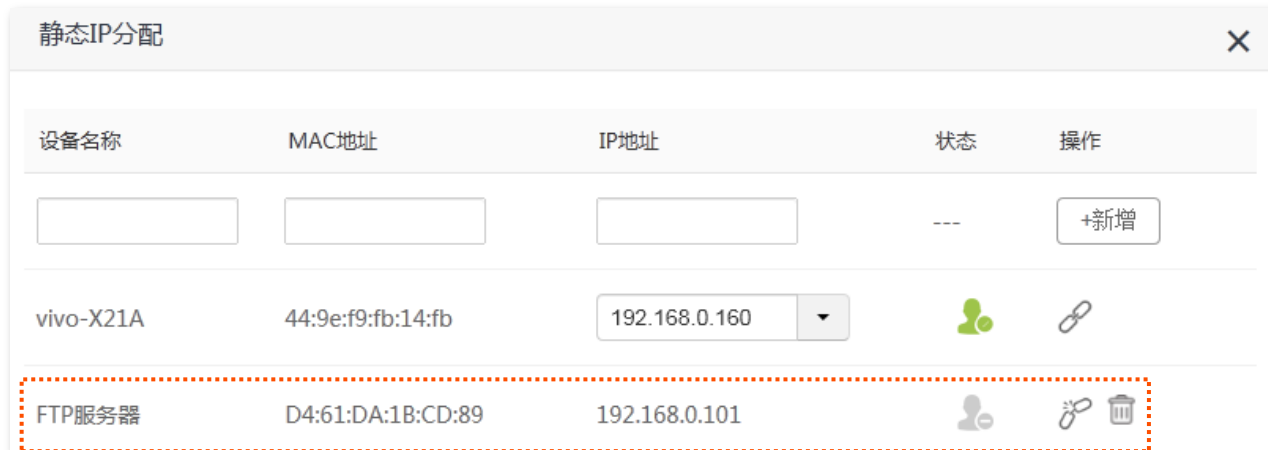 静态IP分配
设备名称 MAC地址 IP地址 状态 操作
--- +新增
vivo-X21A 44:9e:f9:fb:14:fb 192.168.0.160
FTP服务器 D4:61:DA:1B:CD:89 192.168.0.101